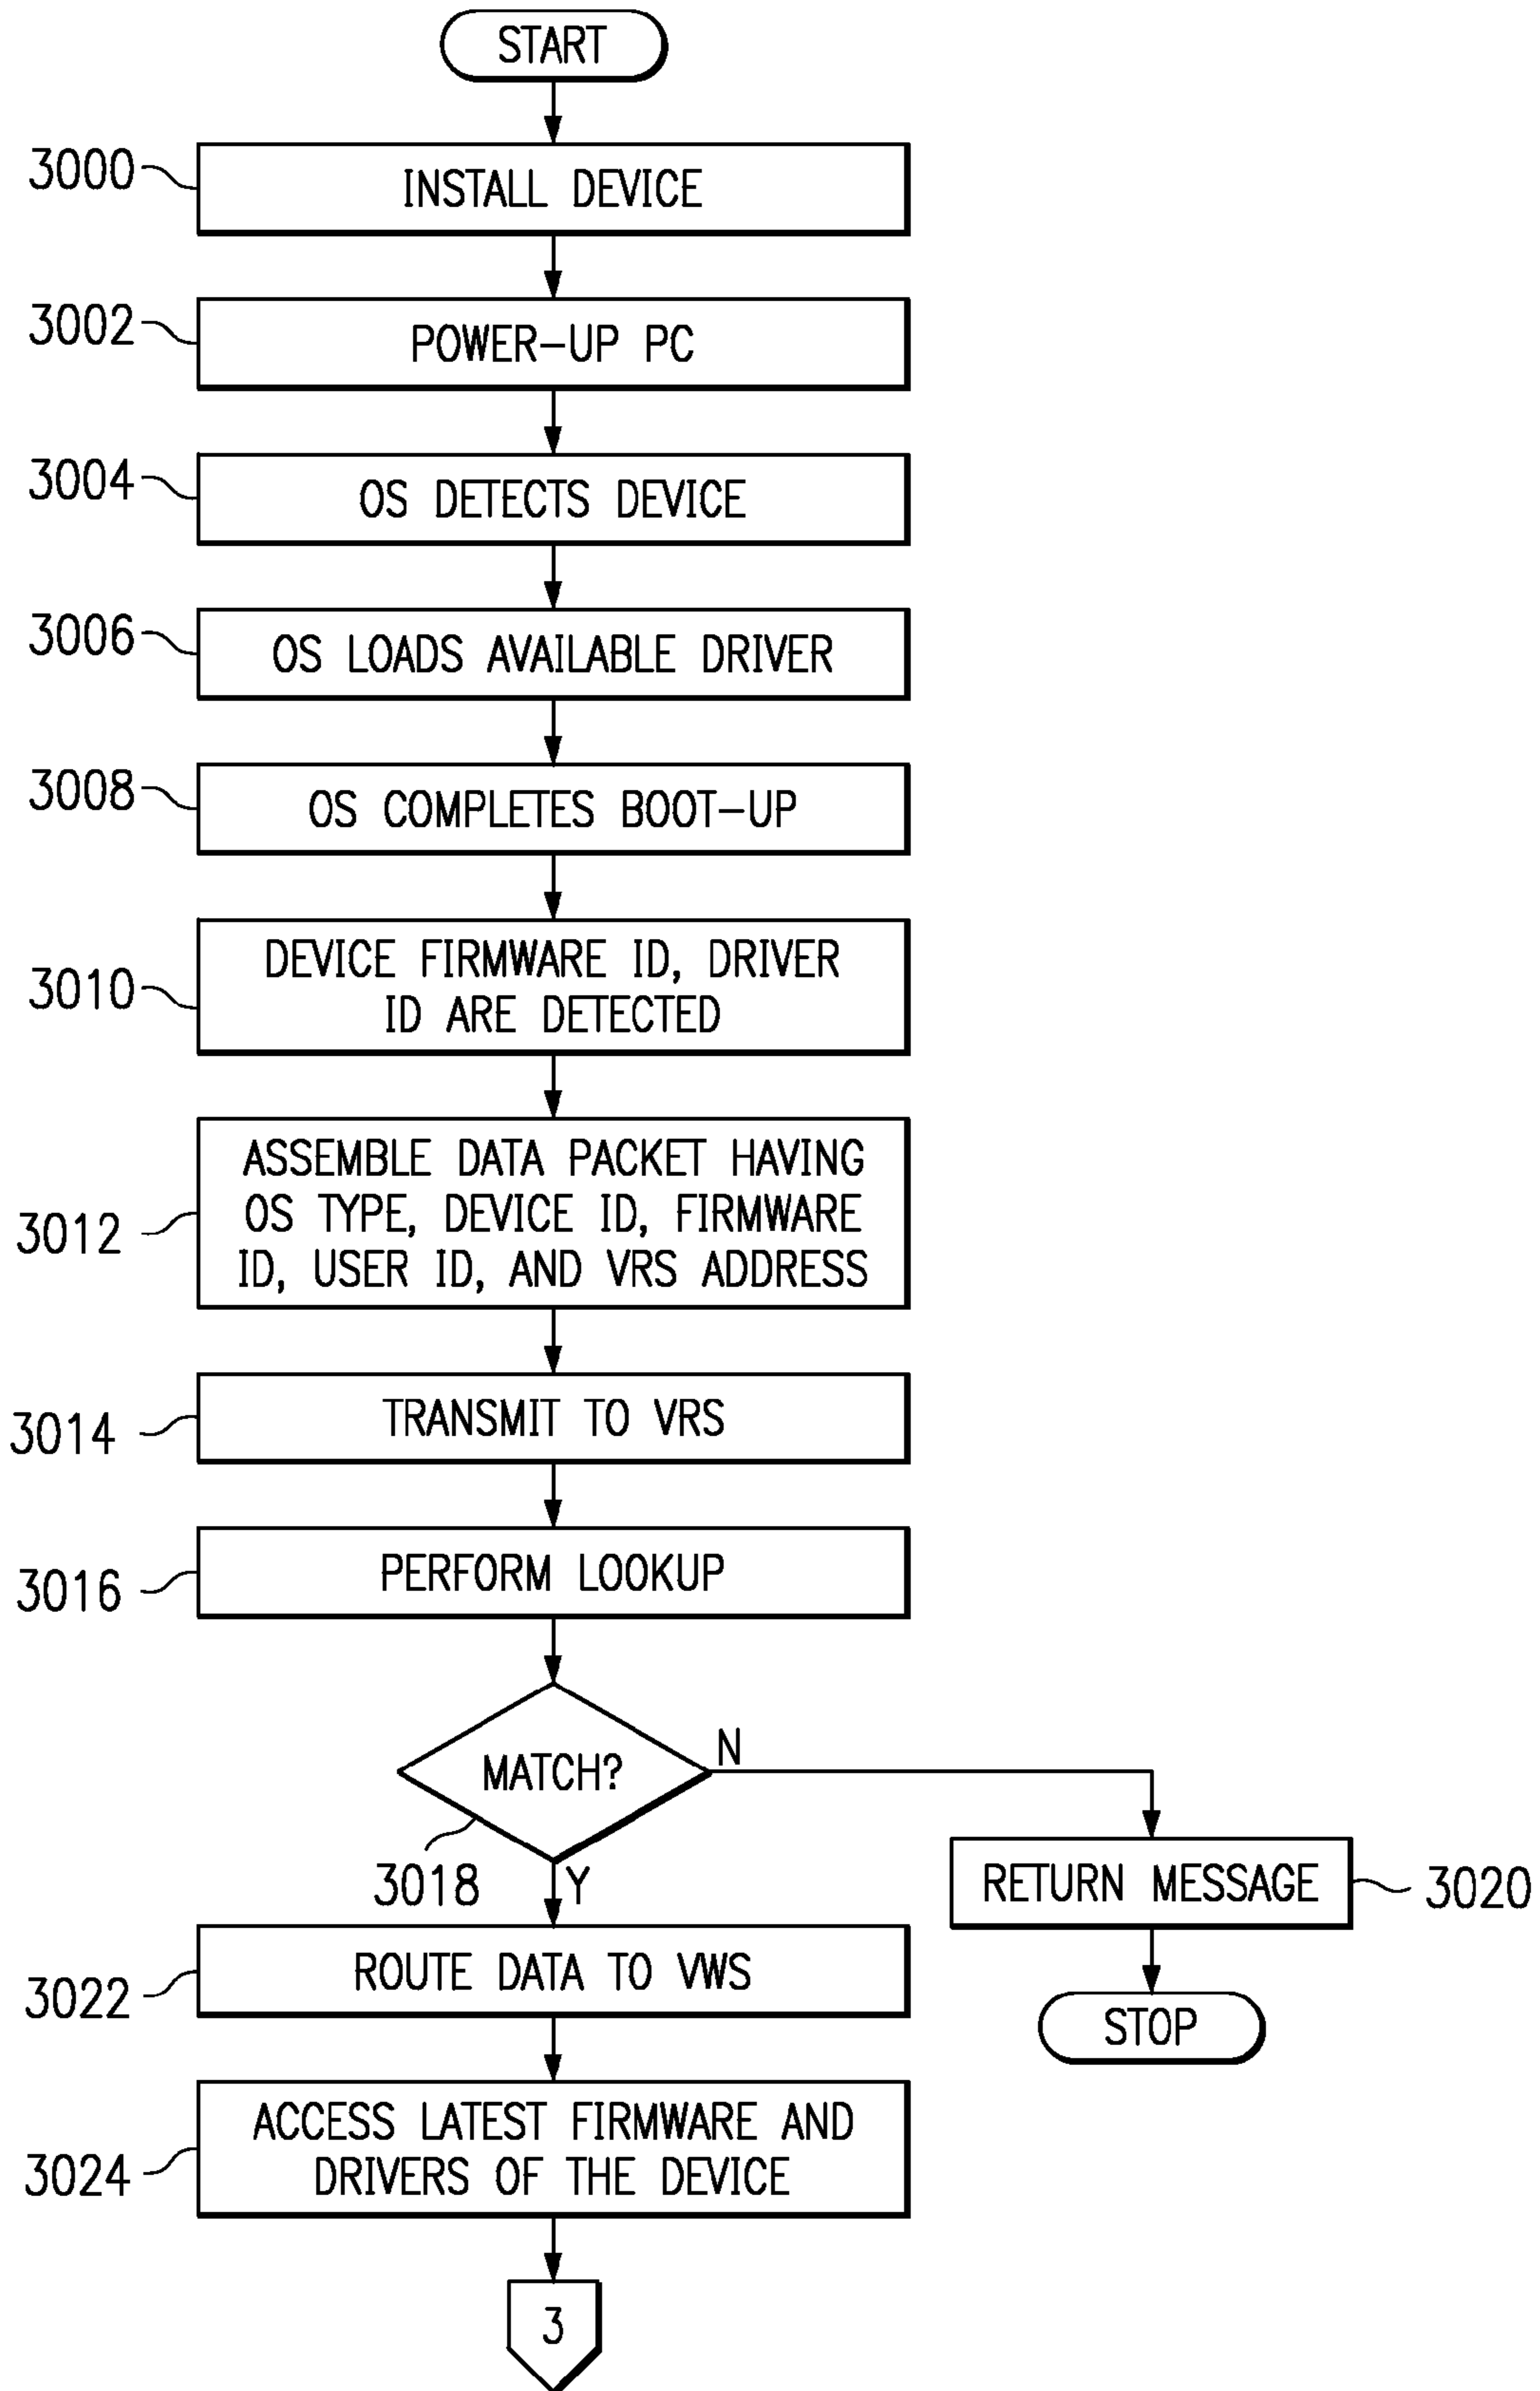 START
3000
INSTALL DEVICE
3002
POWER-UP PC
3004
OS DETECTS DEVICE
3006
OS LOADS AVAILABLE DRIVER
3008
OS COMPLETES BOOT-UP
3010
DEVICE FIRMWARE ID, DRIVER
ID ARE DETECTED
3012
ASSEMBLE DATA PACKET HAVING
OS TYPE, DEVICE ID, FIRMWARE
ID, USER ID, AND VRS ADDRESS
3014
TRANSMIT TO VRS
3016
PERFORM LOOKUP
MATCH?
N
3018
Y
RETURN MESSAGE
3020
3022
ROUTE DATA TO VWS
STOP
3024
ACCESS LATEST FIRMWARE AND
DRIVERS OF THE DEVICE
3